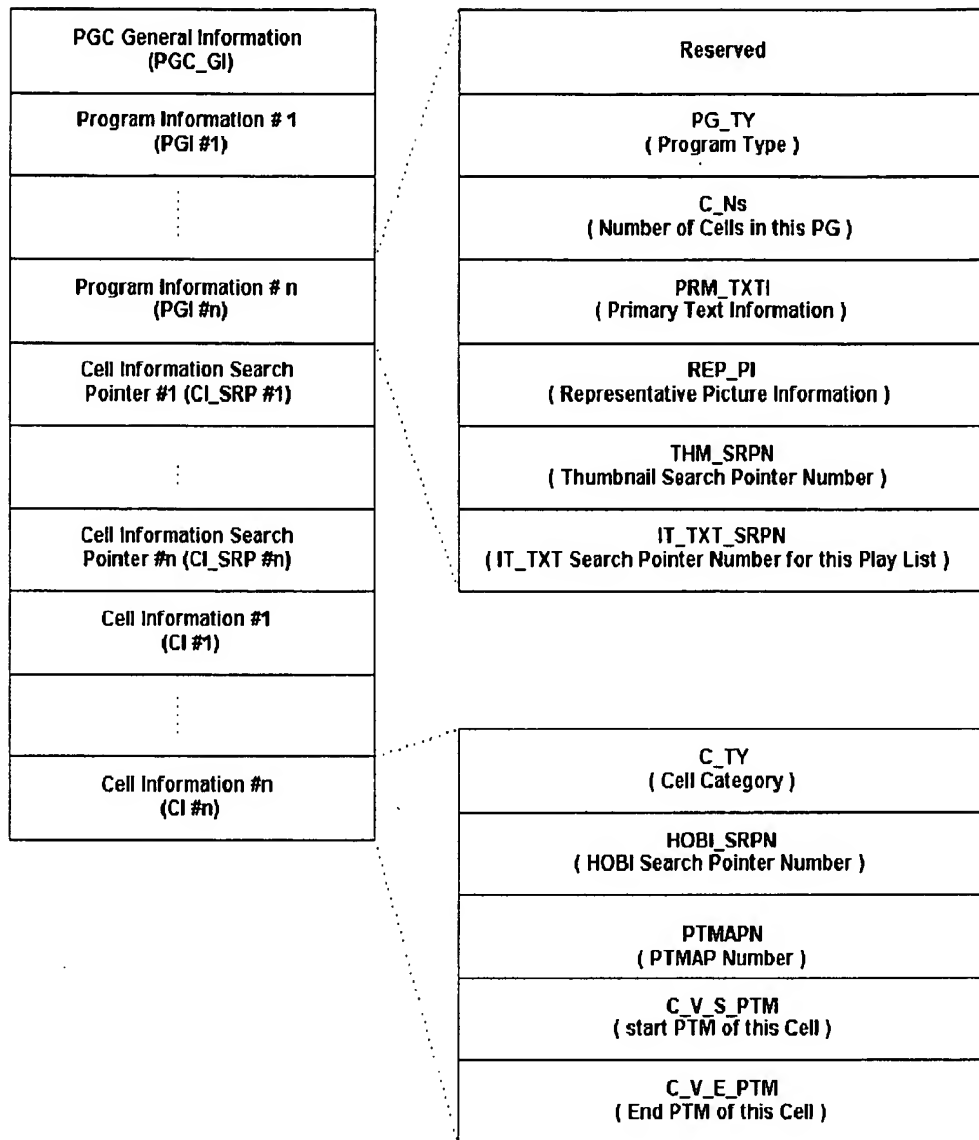 PGC General Information
(PGC_GI)
Program Information # 1
(PGI #1)
Program Information # n
(PGI #n)
Cell Information Search
Pointer #1 (CI_SRP #1)
Cell Information Search
Pointer #n (CI_SRP #n)
Cell Information #1
(CI #1)
Cell Information #n
(CI #n)
Reserved
PG_TY
( Program Type )
C_Ns
( Number of Cells in this PG )
PRM_TXTI
( Primary Text Information )
REP_PI
( Representative Picture Information )
THM_SRPN
( Thumbnail Search Pointer Number )
IT_TXT_SRPN
( IT_TXT Search Pointer Number for this Play List )
C_TY
( Cell Category )
HOBI_SRPN
( HOBI Search Pointer Number )
PTMAPN
( PTMAP Number )
C_V_S_PTM
( start PTM of this Cell )
C_V_E_PTM
( End PTM of this Cell )